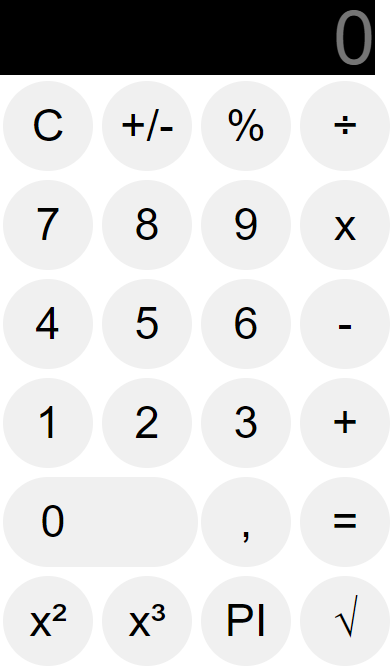 0
C +/- % ÷
7 8 9 x
4 5 6 -
1 2 3 +
0 , =
x² x³ PI √